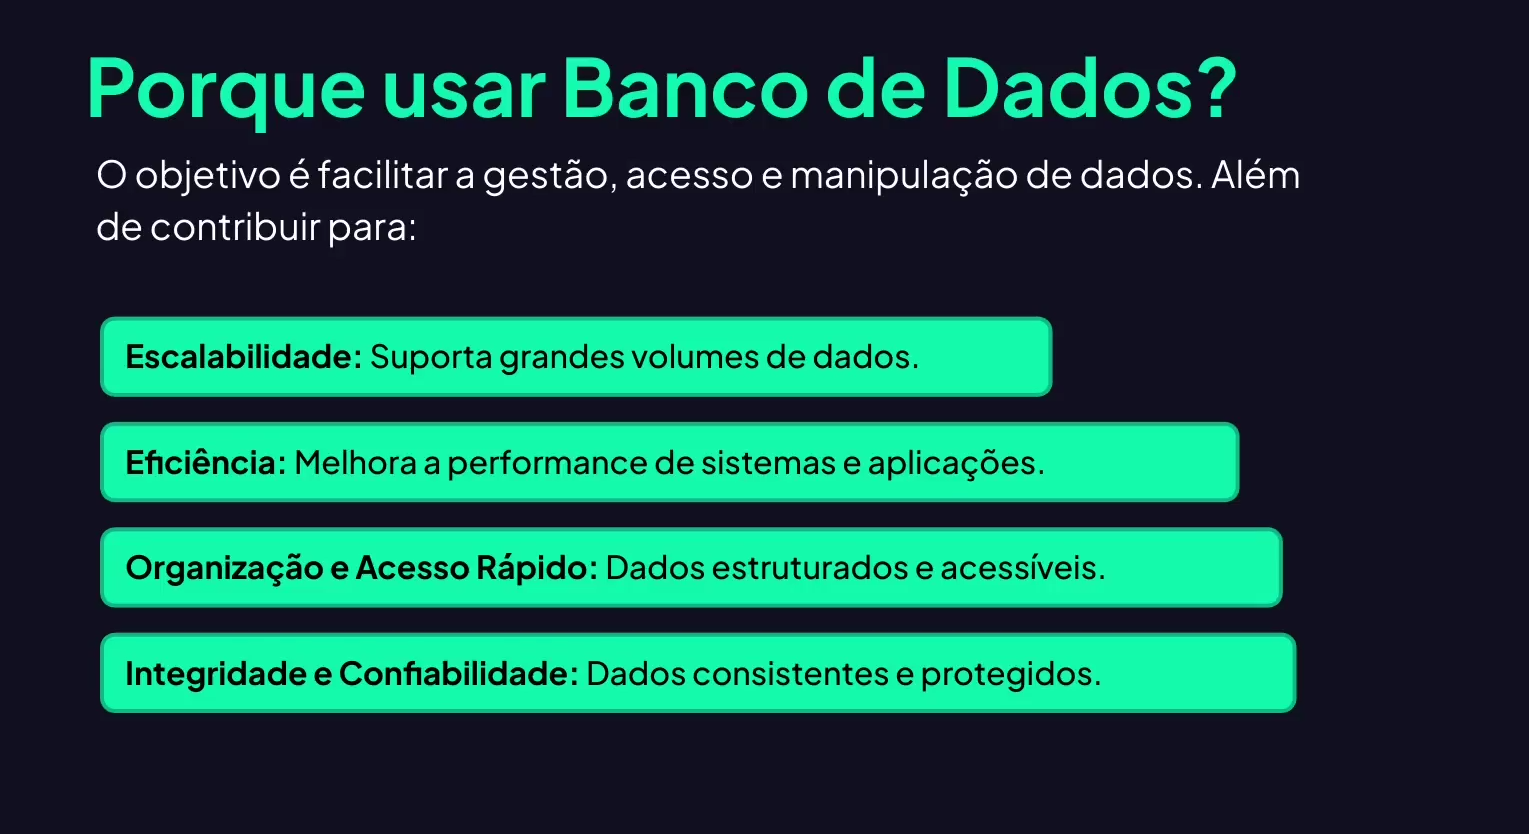 Porque usar Banco de Dados?
O objetivo é facilitar a gestão, acesso e manipulação de dados. Além
de contribuir para:
Escalabilidade: Suporta grandes volumes de dados.
Eficiência: Melhora a performance de sistemas e aplicações.
Organização e Acesso Rápido: Dados estruturados e acessíveis.
Integridade e Confiabilidade: Dados consistentes e protegidos.